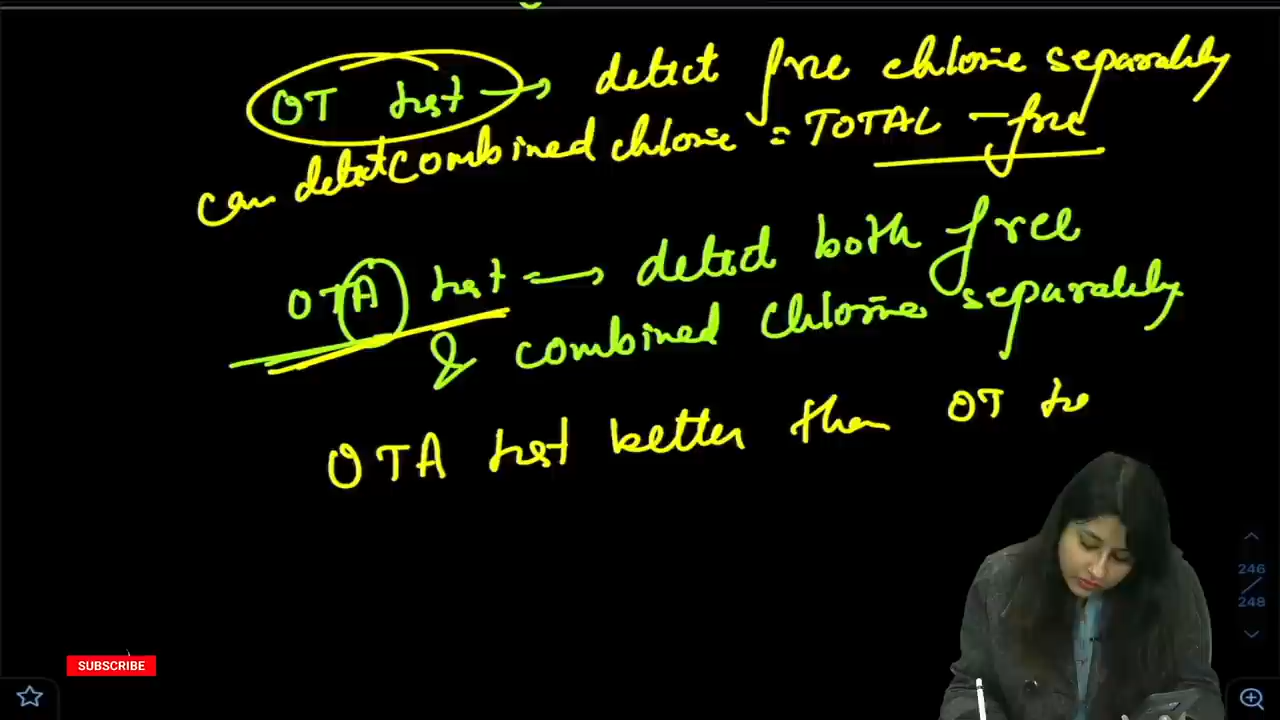 OT test → detect free chlorine separately
can detect combined chlorine = TOTAL - free
OTA test = → detect both free
& combined chlorine separately
OTA test better than OT te
246
248
SUBSCRIBE